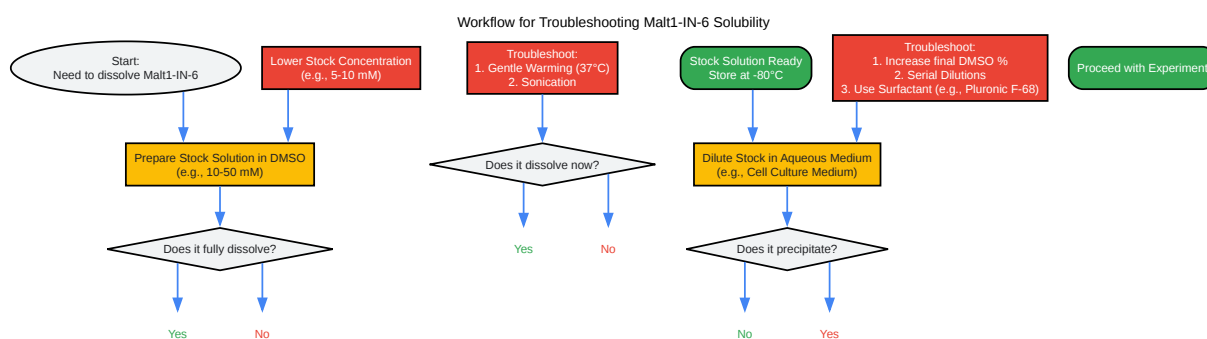 Workflow for Troubleshooting Malt1-IN-6 Solubility
Start:
Need to dissolve Malt1-IN-6
Lower Stock Concentration
(e.g., 5-10 mM)
Prepare Stock Solution in DMSO
(e.g., 10-50 mM)
Does it fully dissolve?
Yes
No
Troubleshoot:
1. Gentle Warming (37°C)
2. Sonication
Does it dissolve now?
Yes
No
Stock Solution Ready
Store at -80°C
Troubleshoot:
1. Increase final DMSO %
2. Serial Dilutions
3. Use Surfactant (e.g., Pluronic F-68)
Dilute Stock in Aqueous Medium
(e.g., Cell Culture Medium)
Does it precipitate?
No
Yes
Proceed with Experiment